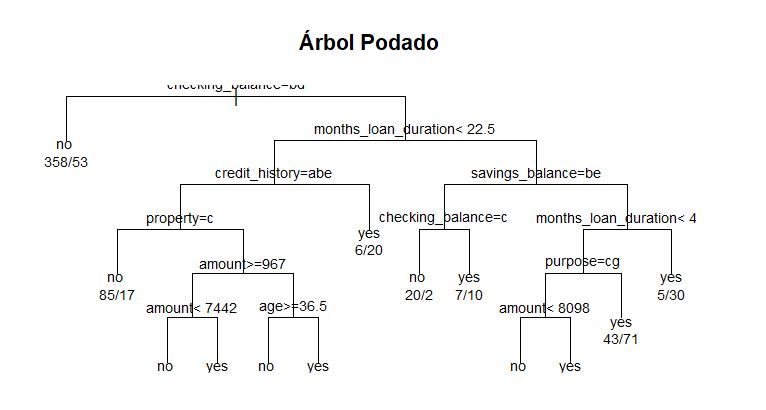 Árbol Podado
checking_balance=bd
no
358/53
months_loan_duration< 22.5
credit_history=abe
savings_balance=be
property=c
yes
6/20
checking_balance=c
months_loan_duration< 4
no
85/17
amount>=967
no
20/2
yes
7/10
purpose=cg
yes
5/30
amount< 7442
age>=36.5
amount< 8098
yes
43/71
no
yes
no
yes
no
yes